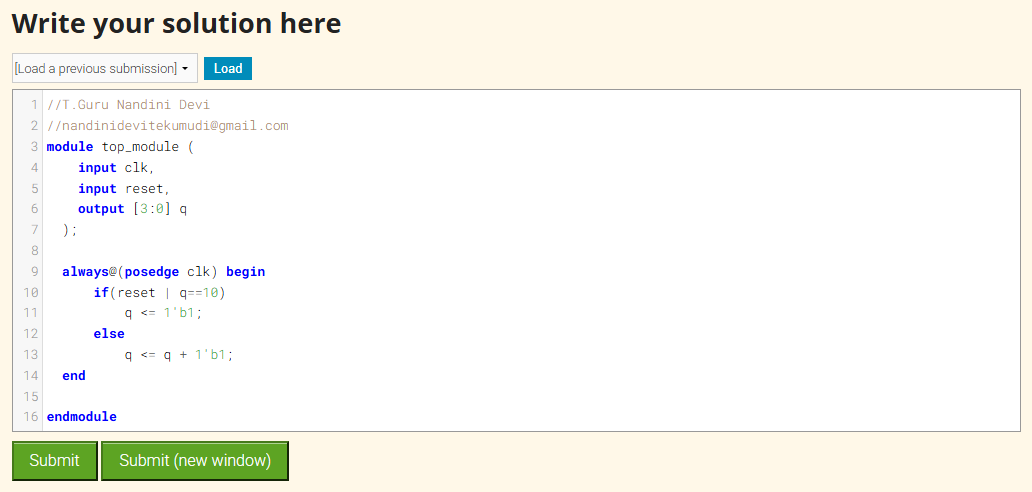 Write your solution here
[Load a previous submission] Load
1 //T.Guru Nandini Devi
2 //nandinidevitekumudi@gmail.com
3 module top_module (
4 input clk,
5 input reset,
6 output [3:0] q
7 );
8
9 always@(posedge clk) begin
10 if(reset | q==10)
11 q <= 1'b1;
12 else
13 q <= q + 1'b1;
14 end
15
16 endmodule
Submit Submit (new window)